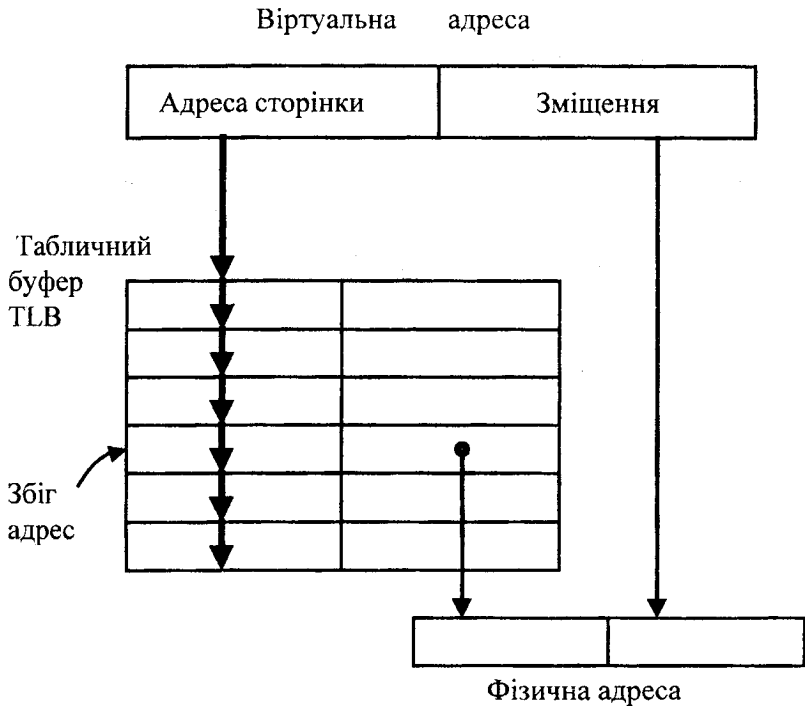 Віртуальна адреса
Адреса сторінки
Зміщення
Табличний
буфер
TLB
Збіг
адрес
Фізична адреса